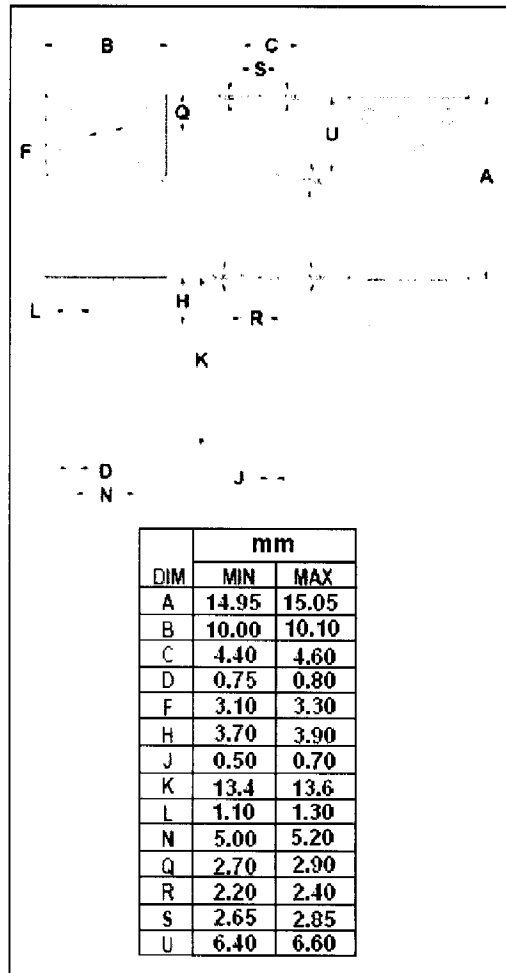 B C
S
Q
F
U
A
H
L
R
K
D
J
N
mm
DIM MIN MAX
A 14.95 15.05
B 10.00 10.10
C 4.40 4.60
D 0.75 0.80
F 3.10 3.30
H 3.70 3.90
J 0.50 0.70
K 13.4 13.6
L 1.10 1.30
N 5.00 5.20
Q 2.70 2.90
R 2.20 2.40
S 2.65 2.85
U 6.40 6.60